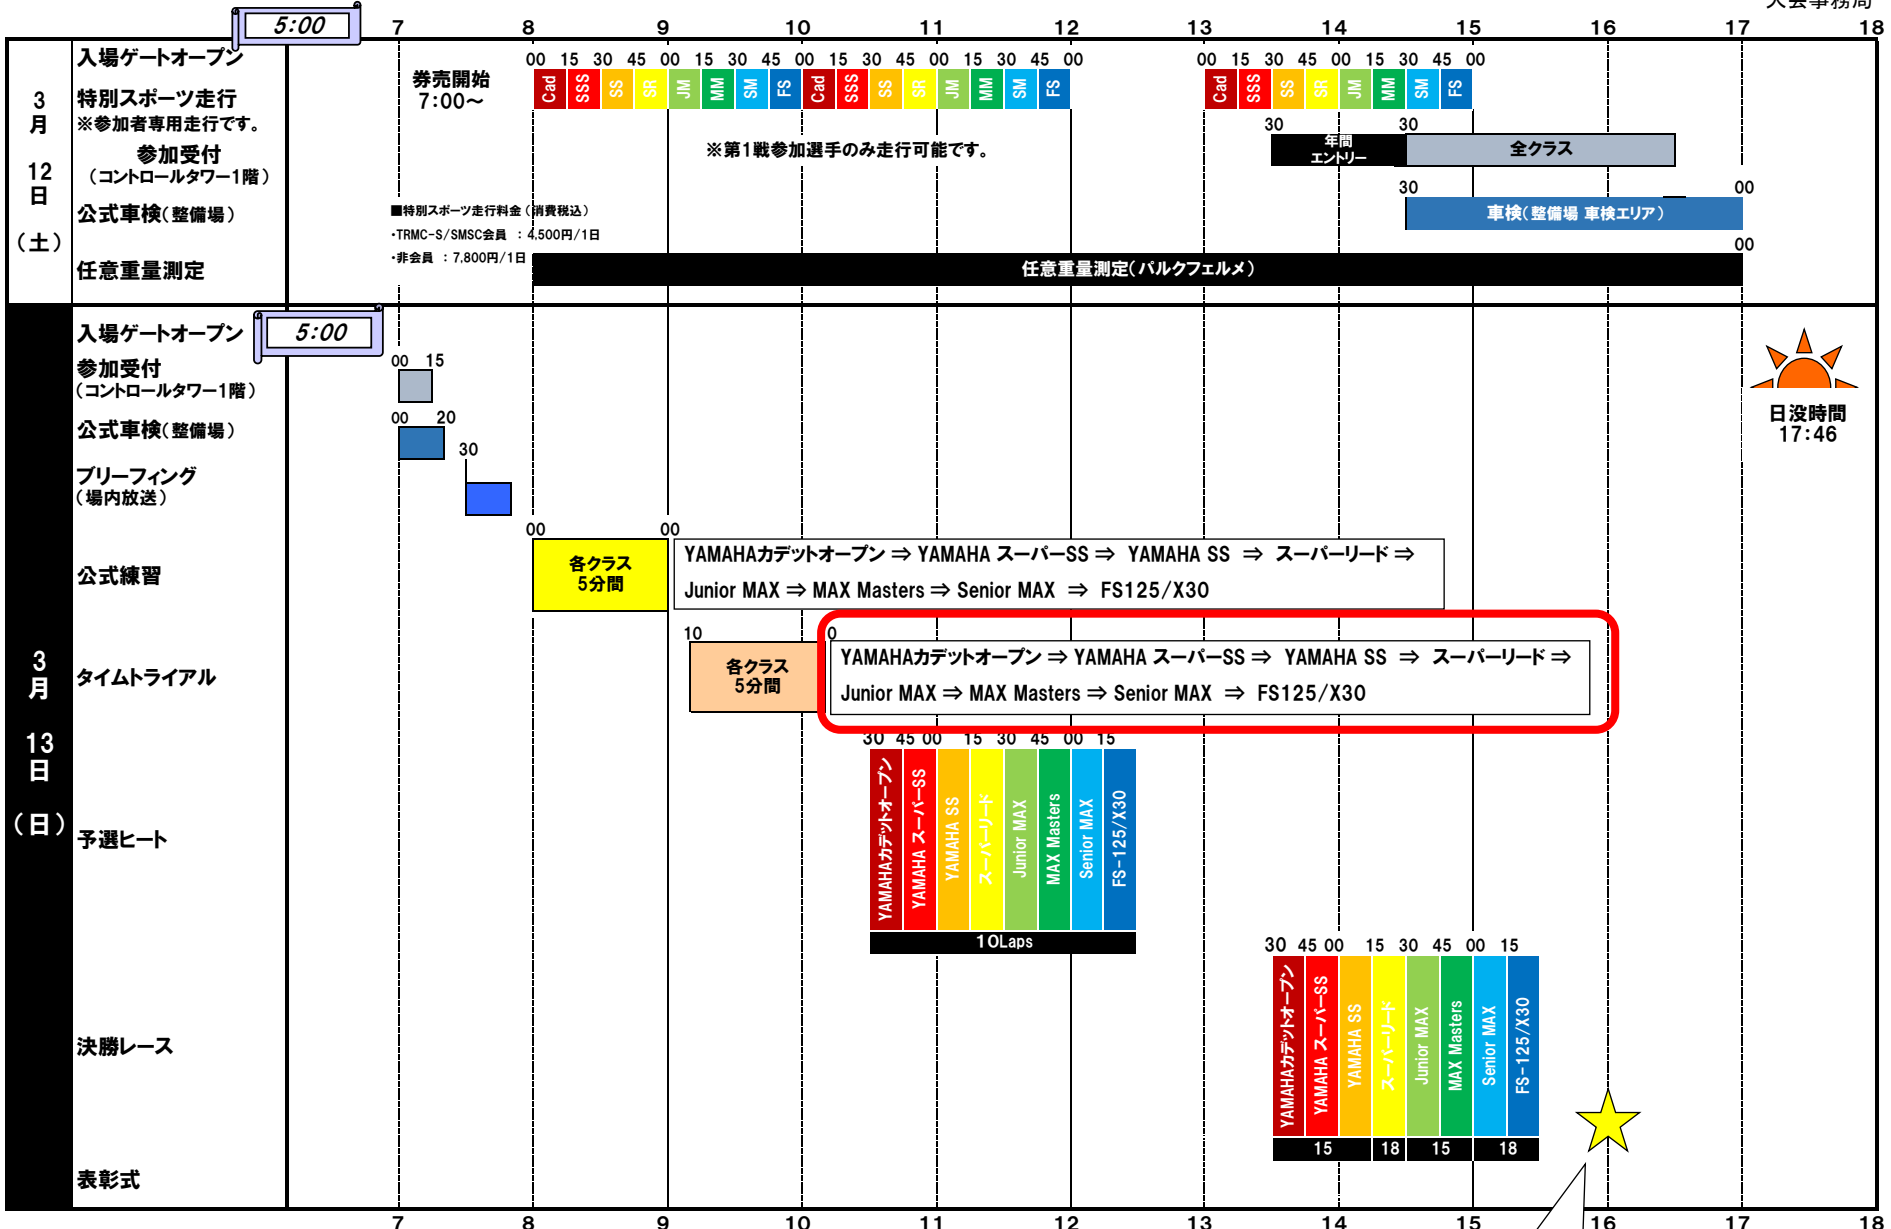 大会事務局
5:00
7 8 9 10 11 12 13 14 15 16 17 18
3月12日(土)
入場ゲートオープン
特別スポーツ走行
※参加者専用走行です。
券売開始
7:00～
00 15 30 45 00 15 30 45 00 15 30 45 00 15 30 45 00
Cad SSS SS SR JM MM SM FS Cad SSS SS SR JM MM SM FS
00 15 30 45 00 15 30 45 00
Cad SSS SS SR JM MM SM FS
※第1戦参加選手のみ走行可能です。
参加受付
(コントロールタワー1階)
30 30
年間
エントリー
全クラス
公式車検(整備場)
30 00
車検(整備場 車検エリア)
■特別スポーツ走行料金(消費税込)
・TRMC-S/SMSC会員 : 4,500円/1日
・非会員 : 7,800円/1日
任意重量測定
00
任意重量測定(パルクフェルメ)
3月13日(日)
入場ゲートオープン
5:00
参加受付
(コントロールタワー1階)
00 15
公式車検(整備場)
00 20
ブリーフィング
(場内放送)
30
日没時間
17:46
公式練習
00 00
各クラス
5分間
YAMAHAカデットオープン ⇒ YAMAHA スーパーSS ⇒ YAMAHA SS ⇒ スーパーリード ⇒
Junior MAX ⇒ MAX Masters ⇒ Senior MAX ⇒ FS125/X30
タイムトライアル
10 0
各クラス
5分間
YAMAHAカデットオープン ⇒ YAMAHA スーパーSS ⇒ YAMAHA SS ⇒ スーパーリード ⇒
Junior MAX ⇒ MAX Masters ⇒ Senior MAX ⇒ FS125/X30
予選ヒート
30 45 00 15 30 45 00 15
YAMAHAカデットオープン
YAMAHA スーパーSS
YAMAHA SS
スーパーリード
Junior MAX
MAX Masters
Senior MAX
FS-125/X30
10Laps
決勝レース
30 45 00 15 30 45 00 15
YAMAHAカデットオープン
YAMAHA スーパーSS
YAMAHA SS
スーパーリード
Junior MAX
MAX Masters
Senior MAX
FS-125/X30
15 18 15 18
表彰式
7 8 9 10 11 12 13 14 15 16 17 18